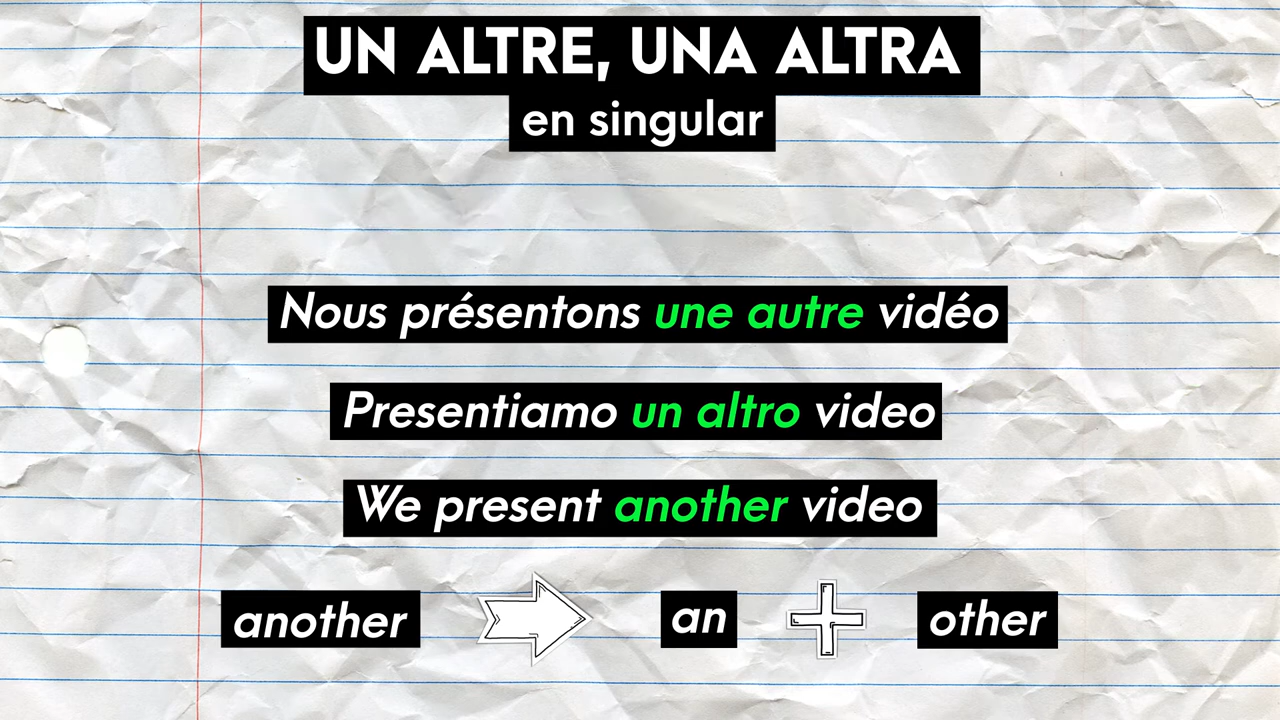 UN ALTRE, UNA ALTRA
en singular
Nous présentons une autre vidéo
Presentiamo un altro video
We present another video
another an other